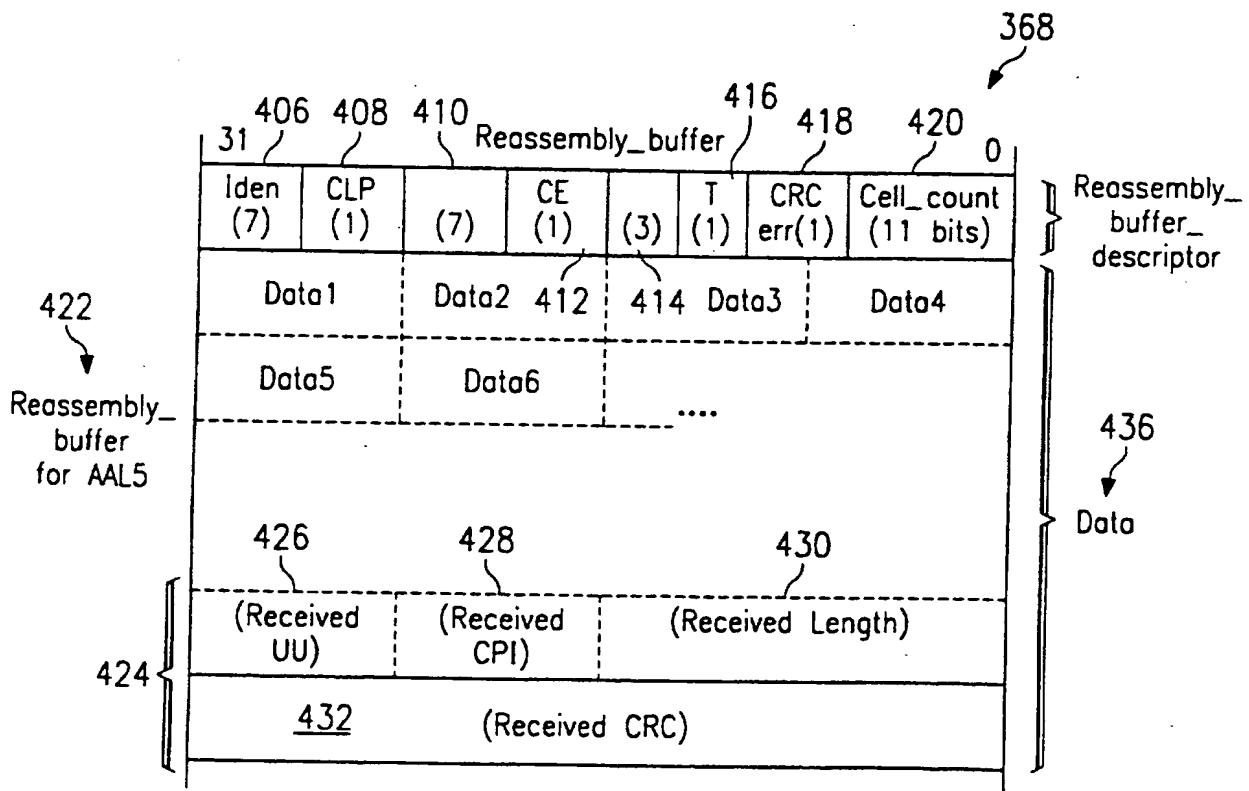 368
406 408 410 416 418 420
31 Reassembly_buffer 0
Iden (7)
CLP (1)
(7)
CE (1)
(3)
T (1)
CRC err(1)
Cell_count (11 bits)
Reassembly_
buffer_
descriptor
Data1 Data2 412 414 Data3 Data4
422
Data5 Data6
....
Reassembly_
buffer
for AAL5
436
Data
426 428 430
(Received UU)
(Received CPI)
(Received Length)
424
432 (Received CRC)